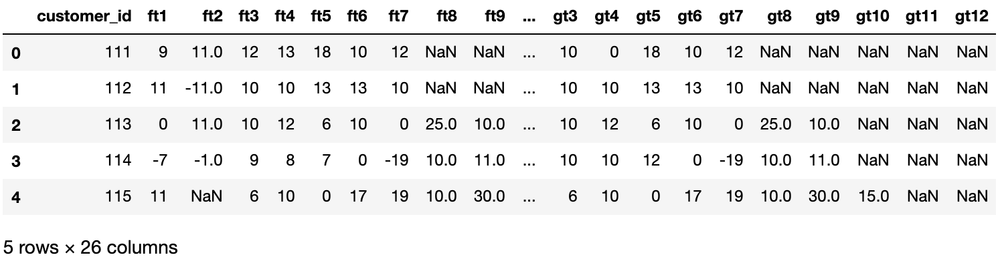 customer_id ft1 ft2 ft3 ft4 ft5 ft6 ft7 ft8 ft9 ... gt3 gt4 gt5 gt6 gt7 gt8 gt9 gt10 gt11 gt12
0 111 9 11.0 12 13 18 10 12 NaN NaN ... 10 0 18 10 12 NaN NaN NaN NaN NaN
1 112 11 -11.0 10 10 13 13 10 NaN NaN ... 10 10 13 13 10 NaN NaN NaN NaN NaN
2 113 0 11.0 10 12 6 10 0 25.0 10.0 ... 10 12 6 10 0 25.0 10.0 NaN NaN NaN
3 114 -7 -1.0 9 8 7 0 -19 10.0 11.0 ... 10 10 12 0 -19 10.0 11.0 NaN NaN NaN
4 115 11 NaN 6 10 0 17 19 10.0 30.0 ... 6 10 0 17 19 10.0 30.0 15.0 NaN NaN
5 rows × 26 columns